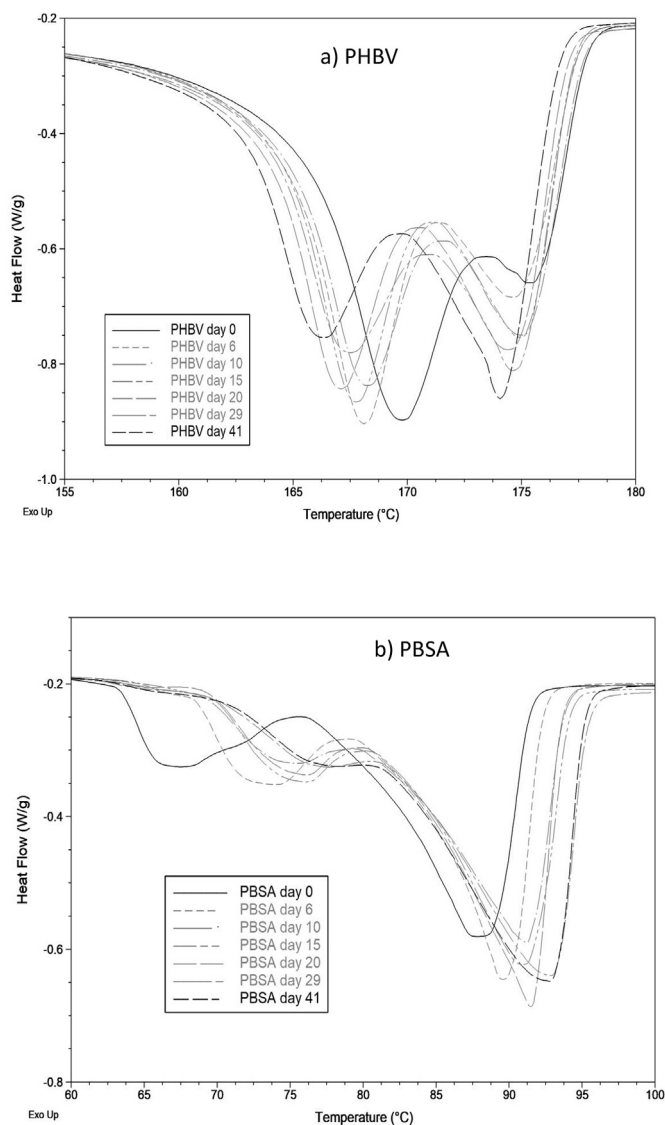 a) PHBV
-0.2
-0.4
-0.6
-0.8
-1.0
Heat Flow (W/g)
PHBV day 0
PHBV day 6
PHBV day 10
PHBV day 15
PHBV day 20
PHBV day 29
PHBV day 41
155 160 165 170 175 180
Exo Up
Temperature (°C)
b) PBSA
-0.2
-0.4
-0.6
-0.8
Heat Flow (W/g)
PBSA day 0
PBSA day 6
PBSA day 10
PBSA day 15
PBSA day 20
PBSA day 29
PBSA day 41
60 65 70 75 80 85 90 95 100
Exo Up
Temperature (°C)